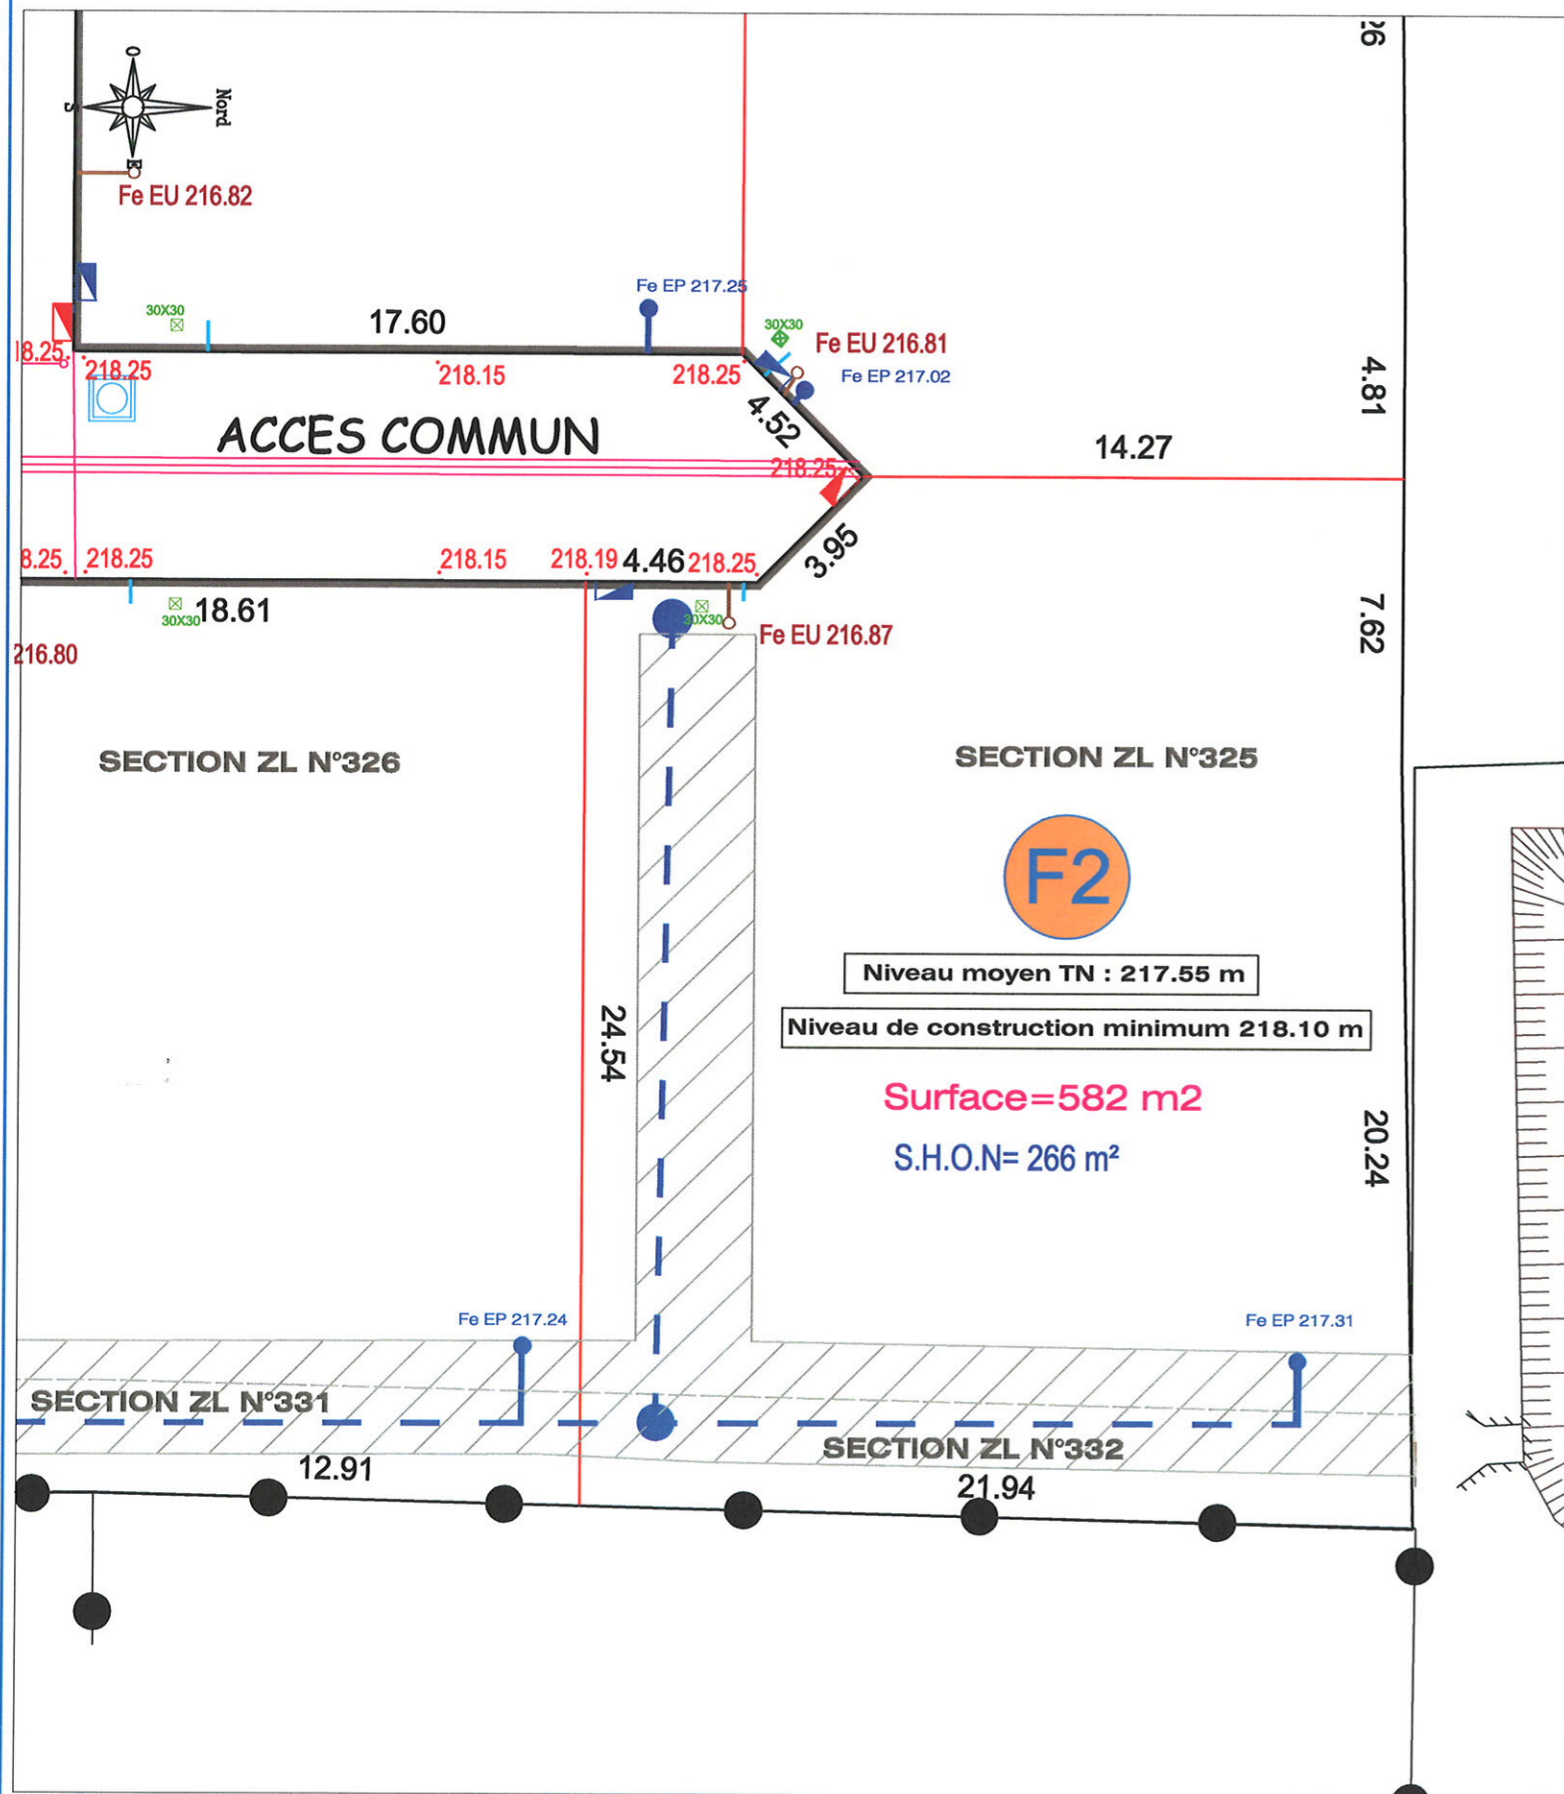 O
S
Nord
E
Fe EU 216.82
Fe EP 217.25
30X30
17.60
30X30
Fe EU 216.81
Fe EP 217.02
218.25
218.15
218.25
4.52
4.81
ACCES COMMUN
14.27
218.25
3.95
218.25
218.15
218.19
4.46
218.25
30X30
18.61
30X30
Fe EU 216.87
7.62
216.80
SECTION ZL N°326
SECTION ZL N°325
F2
Niveau moyen TN : 217.55 m
Niveau de construction minimum 218.10 m
24.54
Surface=582 m2
S.H.O.N= 266 m²
20.24
Fe EP 217.24
Fe EP 217.31
SECTION ZL N°331
SECTION ZL N°332
12.91
21.94